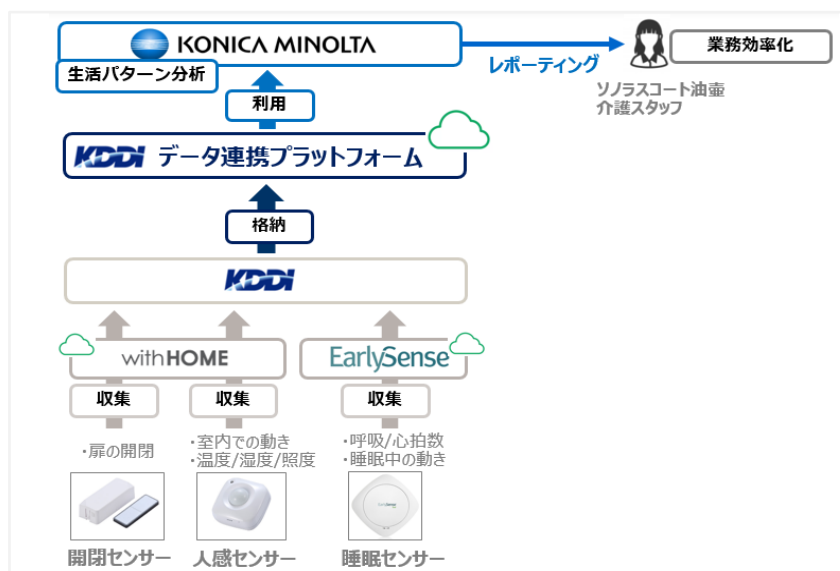 KONICA MINOLTA
生活パターン分析
レポーティング
業務効率化
ソノラスコート油壷
介護スタッフ
利用
KDDI データ連携プラットフォーム
格納
KDDI
withHOME
EarlySense
収集
収集
収集
・扉の開閉
・室内での動き
・温度/湿度/照度
・呼吸/心拍数
・睡眠中の動き
EarlySense
開閉センサー
人感センサー
睡眠センサー